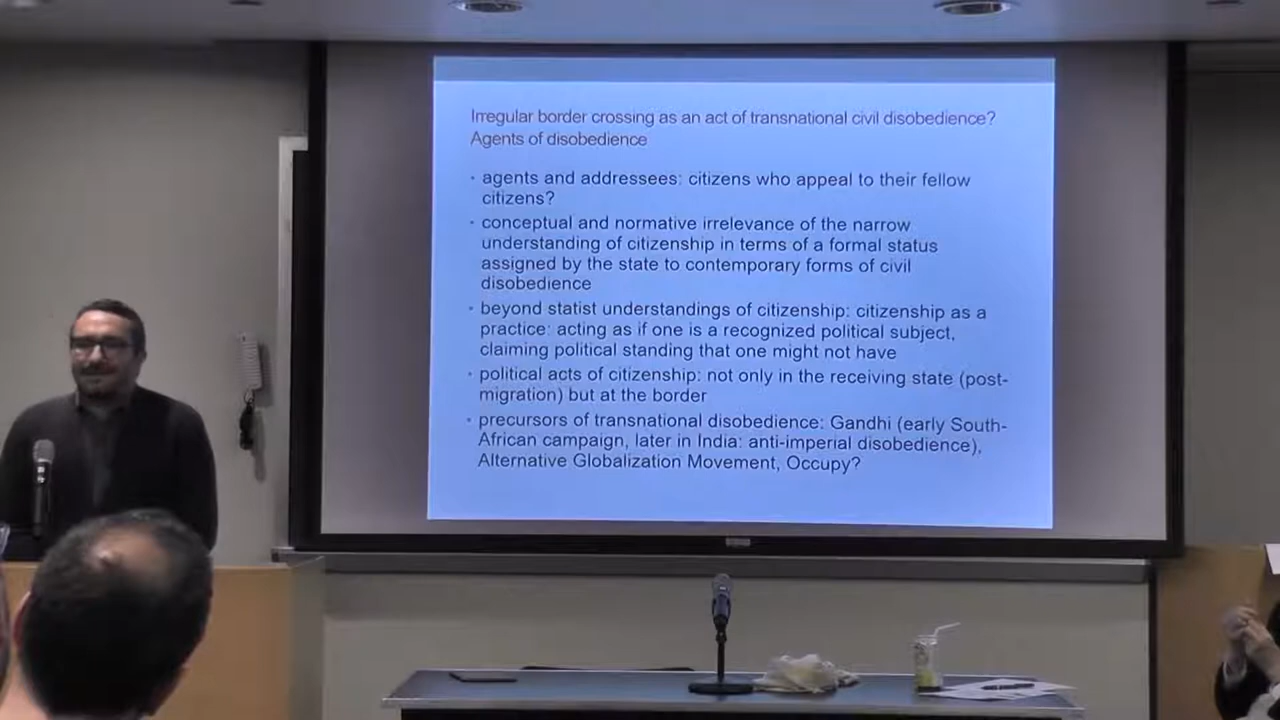 Irregular border crossing as an act of transnational civil disobedience?
Agents of disobedience
· agents and addressees: citizens who appeal to their fellow
citizens?
· conceptual and normative irrelevance of the narrow
understanding of citizenship in terms of a formal status
assigned by the state to contemporary forms of civil
disobedience
· beyond statist understandings of citizenship: citizenship as a
practice: acting as if one is a recognized political subject,
claiming political standing that one might not have
· political acts of citizenship: not only in the receiving state (post-
migration) but at the border
· precursors of transnational disobedience: Gandhi (early South-
African campaign, later in India: anti-imperial disobedience),
Alternative Globalization Movement, Occupy?